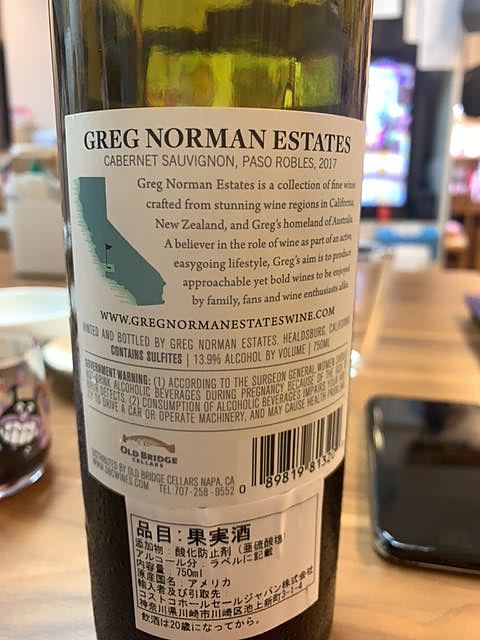 GREG NORMAN ESTATES
CABERNET SAUVIGNON, PASO ROBLES, 2017
Greg Norman Estates is a collection of fine wines
crafted from stunning wine regions in California,
New Zealand, and Greg's homeland of Australia.
A believer in the role of wine as part of an active,
easygoing lifestyle, Greg's aim is to produce
approachable yet bold wines to be enjoyed
by family, fans and wine enthusiasts alike.
WWW.GREGNORMANESTATESWINE.COM
VINTED AND BOTTLED BY GREG NORMAN ESTATES, HEALDSBURG, CALIFORNIA
CONTAINS SULFITES | 13.9% ALCOHOL BY VOLUME | 750ML
GOVERNMENT WARNING: (1) ACCORDING TO THE SURGEON GENERAL, WOMEN SHOULD
NOT DRINK ALCOHOLIC BEVERAGES DURING PREGNANCY BECAUSE OF THE RISK OF
BIRTH DEFECTS. (2) CONSUMPTION OF ALCOHOLIC BEVERAGES IMPAIRS YOUR ABILITY
TO DRIVE A CAR OR OPERATE MACHINERY, AND MAY CAUSE HEALTH PROBLEMS
OLD BRIDGE
CELLARS
DISTRIBUTED BY OLD BRIDGE CELLARS NAPA, CA
WWW.OBCWINES.COM TEL:707-258-9552
0 89819 81320
品目:果実酒
添加物:酸化防止剤(亜硫酸塩)
アルコール分:ラベルに記載
内容量:750ml
原産国名:アメリカ
輸入者及び引取先:
コストコホールセールジャパン株式会社
神奈川県川崎市川崎区池上新町3-1-4
飲酒は20歳になってから。